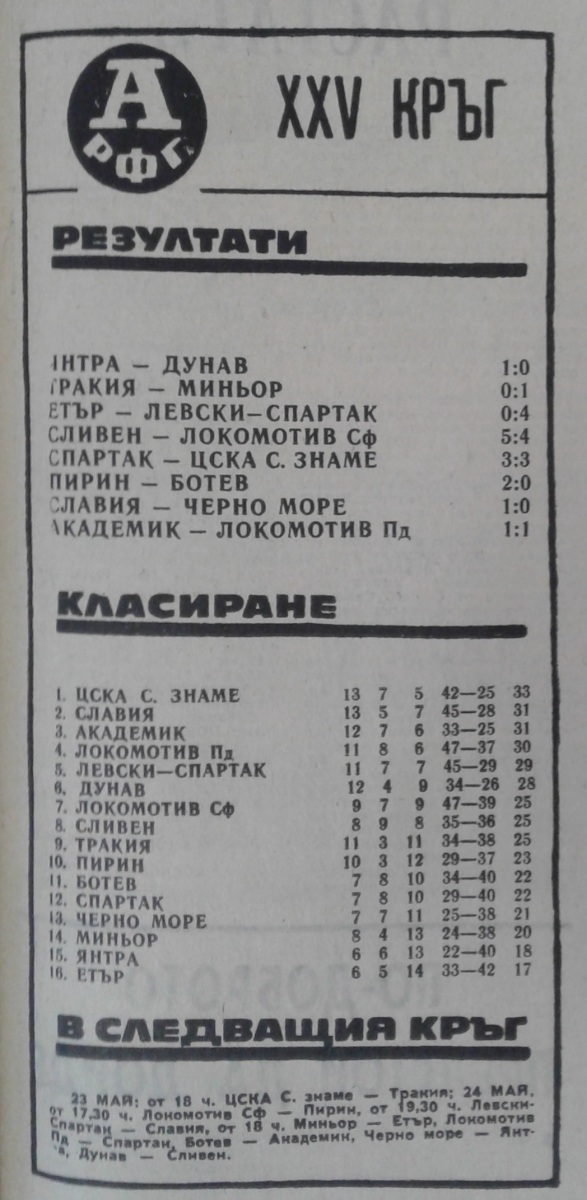 А
РФГ
XXV КРЪГ
РЕЗУЛТАТИ
ЯНТРА — ДУНАВ 1:0
ТРАКИЯ — МИНЬОР 0:1
ЕТЪР — ЛЕВСКИ—СПАРТАК 0:4
СЛИВЕН — ЛОКОМОТИВ Сф 5:4
СПАРТАК — ЦСКА С. ЗНАМЕ 3:3
ПИРИН — БОТЕВ 2:0
СЛАВИЯ — ЧЕРНО МОРЕ 1:0
АКАДЕМИК — ЛОКОМОТИВ Пд 1:1
КЛАСИРАНЕ
1. ЦСКА С. ЗНАМЕ 13 7 5 42—25 33
2. СЛАВИЯ 13 5 7 45—28 31
3. АКАДЕМИК 12 7 6 33—25 31
4. ЛОКОМОТИВ Пд 11 8 6 47—37 30
5. ЛЕВСКИ—СПАРТАК 11 7 7 45—29 29
6. ДУНАВ 12 4 9 34—26 28
7. ЛОКОМОТИВ Сф 9 7 9 47—39 25
8. СЛИВЕН 8 9 8 35—36 25
9. ТРАКИЯ 11 3 11 34—38 25
10. ПИРИН 10 3 12 29—37 23
11. БОТЕВ 7 8 10 34—40 22
12. СПАРТАК 7 8 10 29—40 22
13. ЧЕРНО МОРЕ 7 7 11 25—38 21
14. МИНЬОР 8 4 13 24—38 20
15. ЯНТРА 6 6 13 22—40 18
16. ЕТЪР 6 5 14 33—42 17
В СЛЕДВАЩИЯ КРЪГ
23 МАЙ: от 18 ч. ЦСКА С. знаме — Тракия; 24 МАЙ,
от 17,30 ч. Локомотив Сф — Пирин, от 19,30 ч. Левски-
Спартак — Славия, от 18 ч. Миньор — Етър, Локомотив
Пд — Спартак, Ботев — Академик, Черно море — Янт-
ра, Дунав — Сливен.